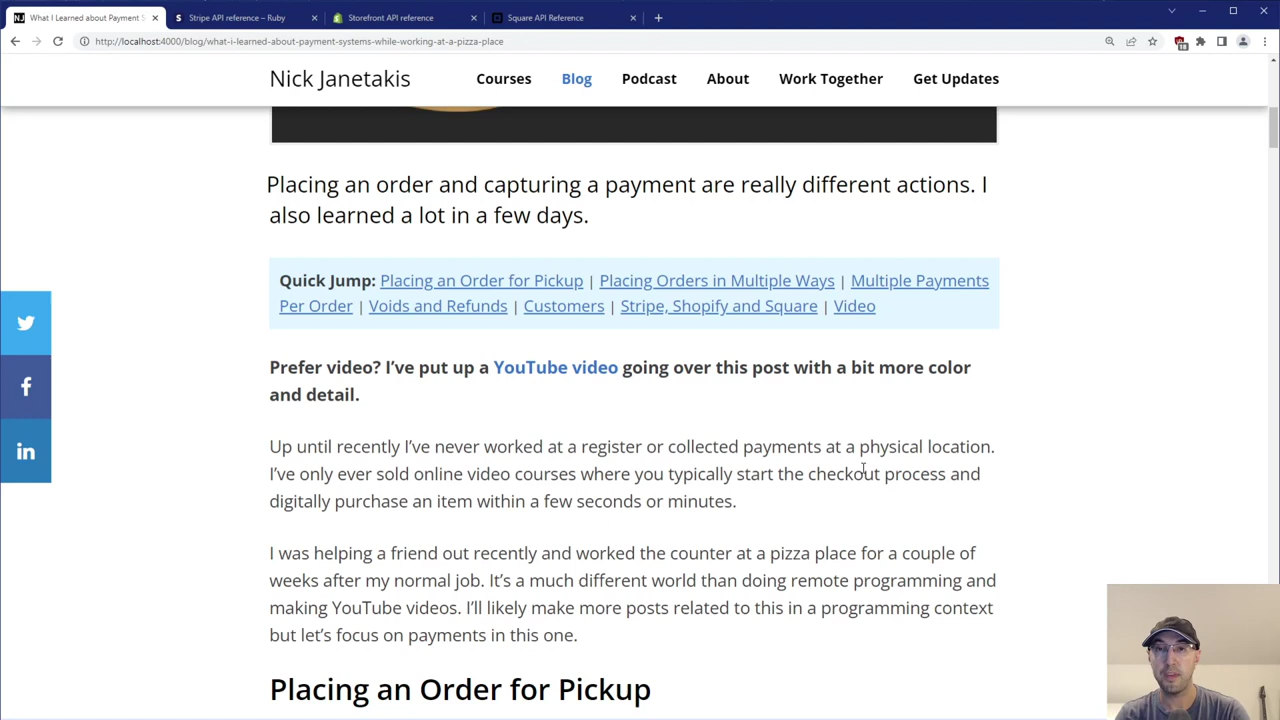 What I Learned about Payment S
Stripe API reference – Ruby
Storefront API reference
Square API Reference
http://localhost:4000/blog/what-i-learned-about-payment-systems-while-working-at-a-pizza-place
18
Nick Janetakis
Courses
Blog
Podcast
About
Work Together
Get Updates
Placing an order and capturing a payment are really different actions. I
also learned a lot in a few days.
Quick Jump: Placing an Order for Pickup | Placing Orders in Multiple Ways | Multiple Payments
Per Order | Voids and Refunds | Customers | Stripe, Shopify and Square | Video
Prefer video? I've put up a YouTube video going over this post with a bit more color
and detail.
Up until recently I've never worked at a register or collected payments at a physical location.
I've only ever sold online video courses where you typically start the checkout process and
digitally purchase an item within a few seconds or minutes.
I was helping a friend out recently and worked the counter at a pizza place for a couple of
weeks after my normal job. It's a much different world than doing remote programming and
making YouTube videos. I'll likely make more posts related to this in a programming context
but let's focus on payments in this one.
Placing an Order for Pickup